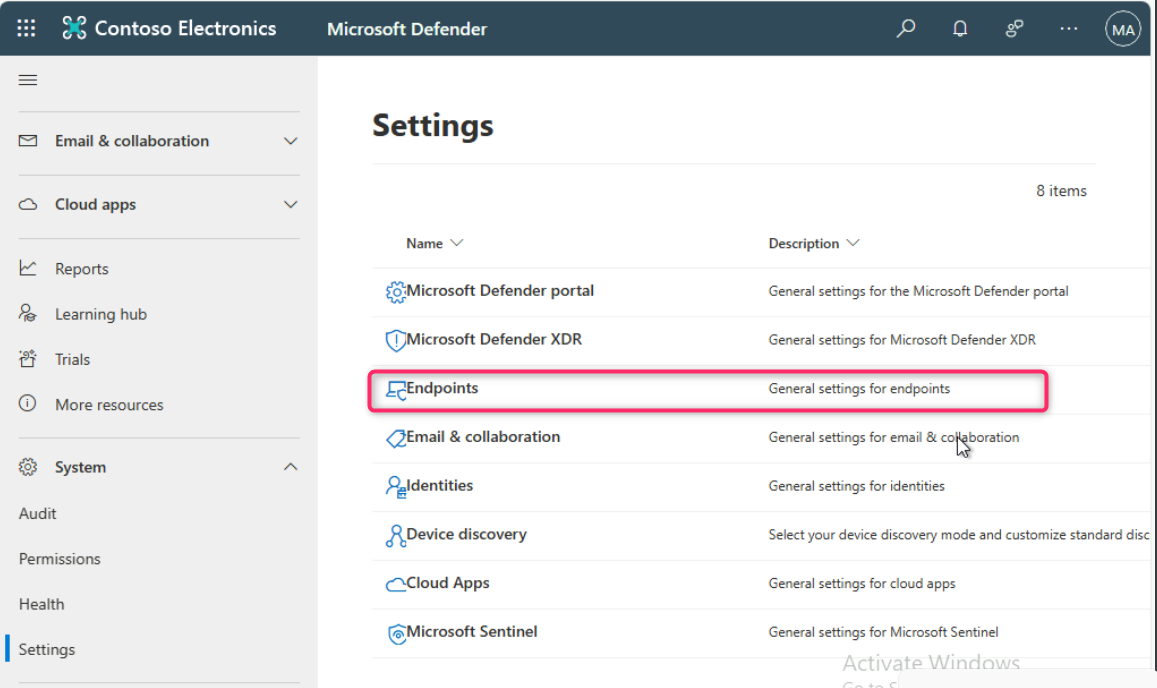 Contoso Electronics Microsoft Defender MA
Settings
Email & collaboration
8 items
Cloud apps
Name Description
Reports
Microsoft Defender portal General settings for the Microsoft Defender portal
Learning hub
Microsoft Defender XDR General settings for Microsoft Defender XDR
Trials
Endpoints General settings for endpoints
More resources
Email & collaboration General settings for email & collaboration
System
Identities General settings for identities
Audit
Device discovery Select your device discovery mode and customize standard disc
Permissions
Cloud Apps General settings for cloud apps
Health
Microsoft Sentinel General settings for Microsoft Sentinel
Settings
Activate Windows
Go to S